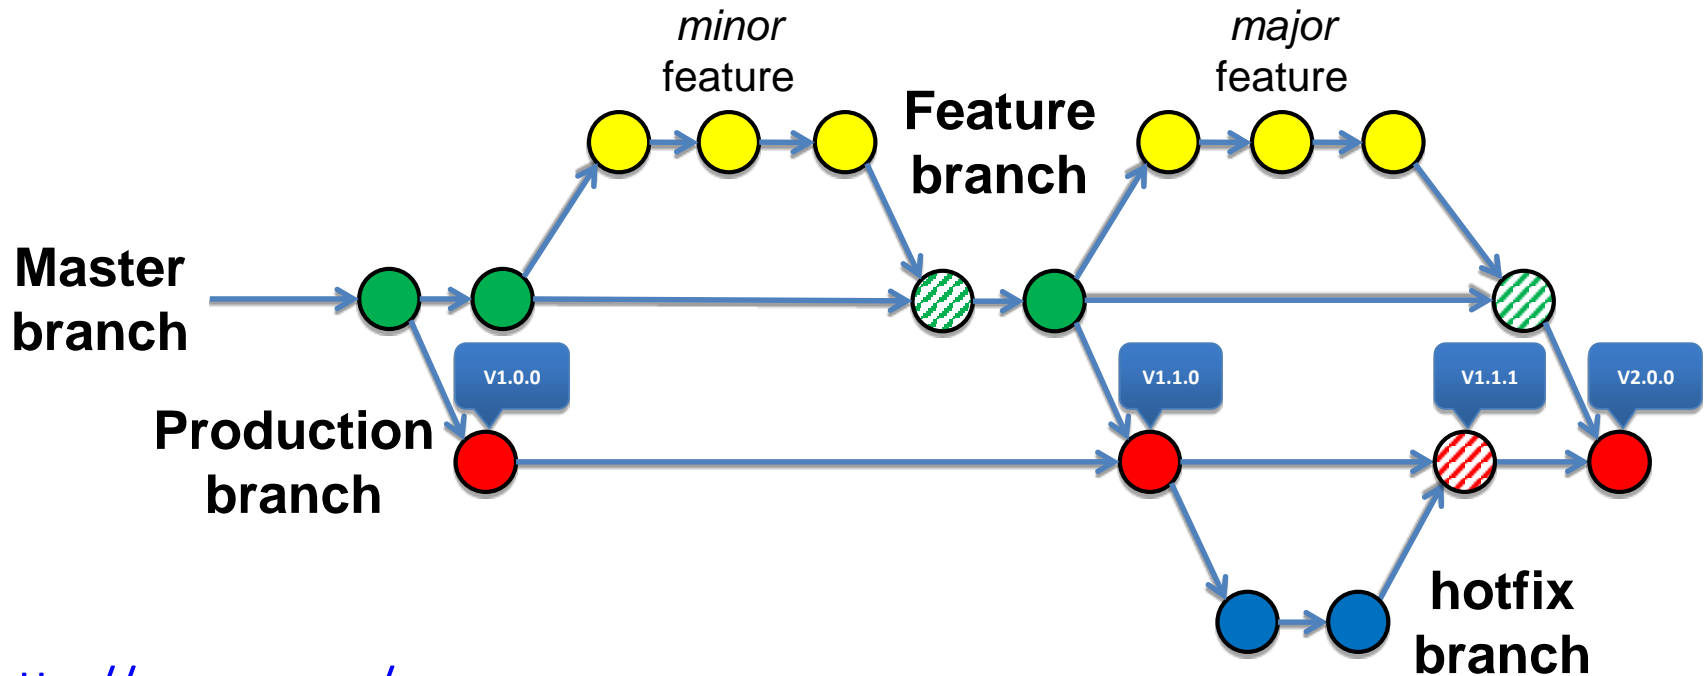 minor
feature
major
feature
Feature
branch
Master
branch
V1.0.0
V1.1.0
V1.1.1
V2.0.0
Production
branch
hotfix
branch